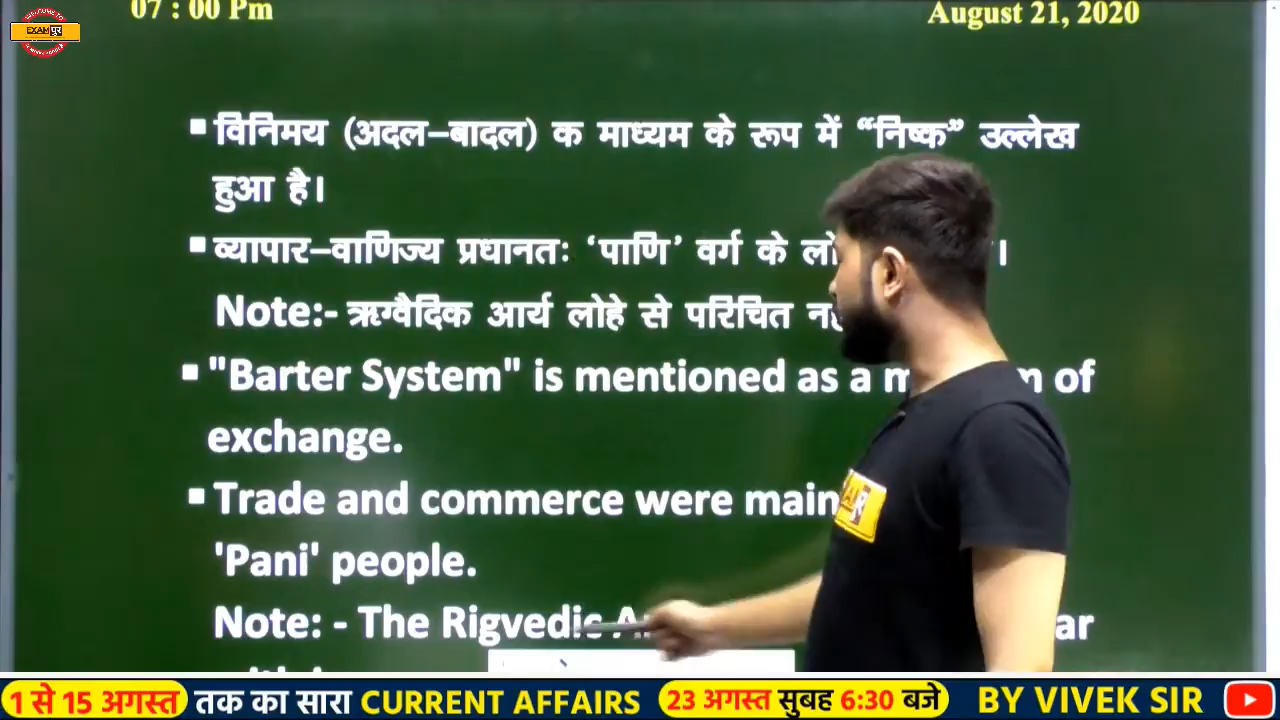 07 : 00 Pm
August 21, 2020
EXAM पुर
विनिमय (अदल–बादल) क माध्यम के रूप में “निष्क” उल्लेख
हुआ है।
व्यापार–वाणिज्य प्रधानतः ‘पाणि’ वर्ग के
Note:- ऋग्वैदिक आर्य लोहे से परिचित
"Barter System" is mentioned as a of
exchange.
Trade and commerce were
'Pani' people.
Note: - The Rigvedic
1 से 15 अगस्त तक का सारा CURRENT AFFAIRS 23 अगस्त सुबह 6:30 बजे BY VIVEK SIR